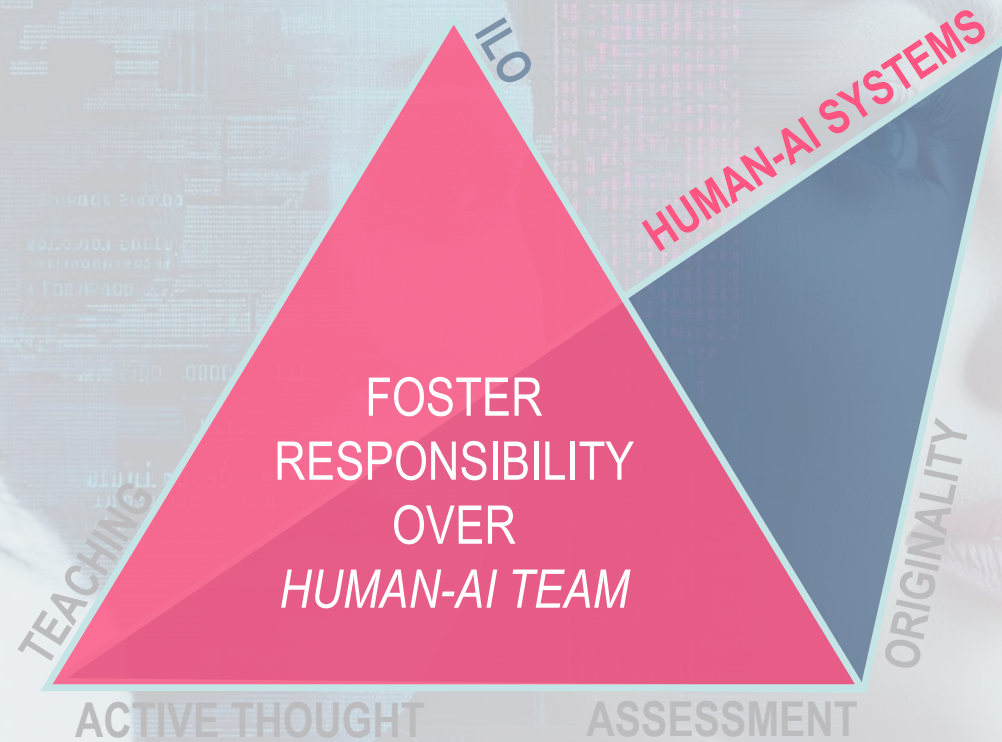 ILO
HUMAN-AI SYSTEMS
FOSTER
RESPONSIBILITY
OVER
HUMAN-AI TEAM
TEACHING
ORIGINALITY
ACTIVE THOUGHT
ASSESSMENT